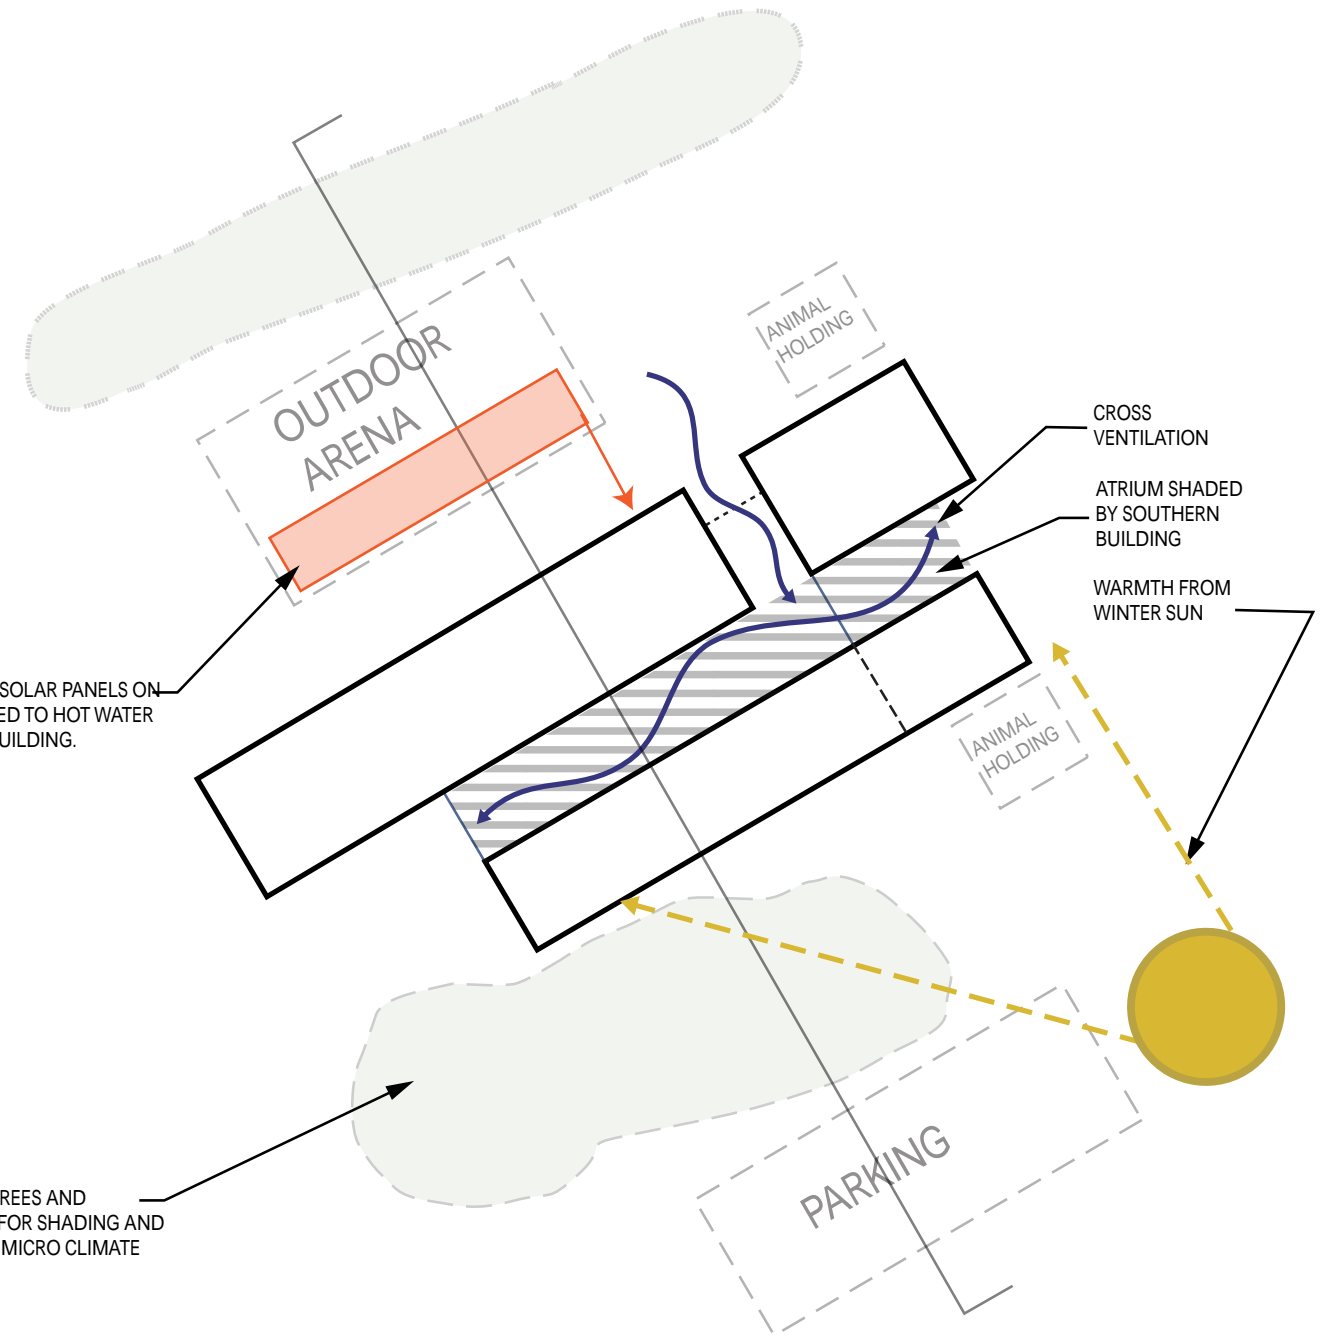 OUTDOOR
ARENA
ANIMAL
HOLDING
CROSS
VENTILATION
ATRIUM SHADED
BY SOUTHERN
BUILDING
WARMTH FROM
WINTER SUN
SOLAR PANELS ON
ED TO HOT WATER
UILDING.
ANIMAL
HOLDING
PARKING
REES AND
FOR SHADING AND
MICRO CLIMATE